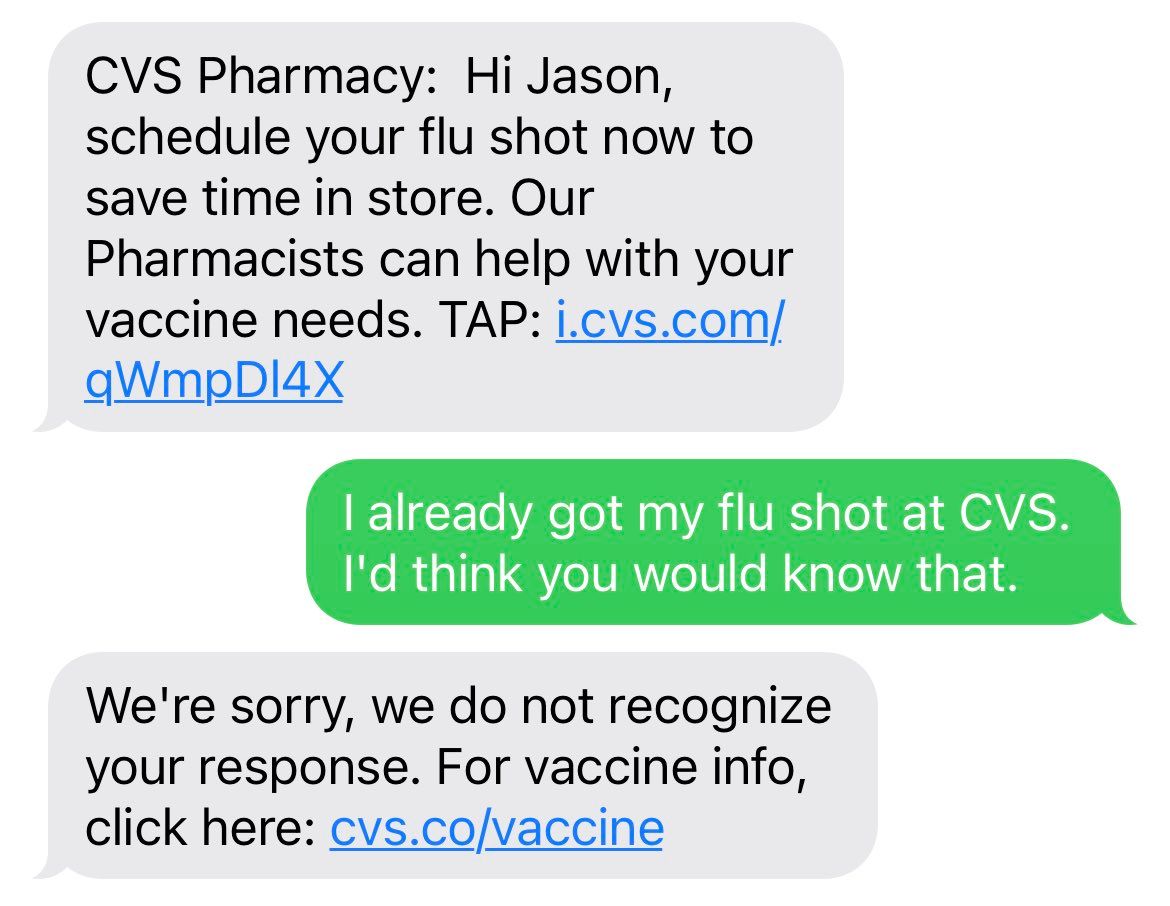 CVS Pharmacy:  Hi Jason,
schedule your flu shot now to
save time in store. Our
Pharmacists can help with your
vaccine needs. TAP: i.cvs.com/
qWmpDl4X
I already got my flu shot at CVS.
I'd think you would know that.
We're sorry, we do not recognize
your response. For vaccine info,
click here: cvs.co/vaccine